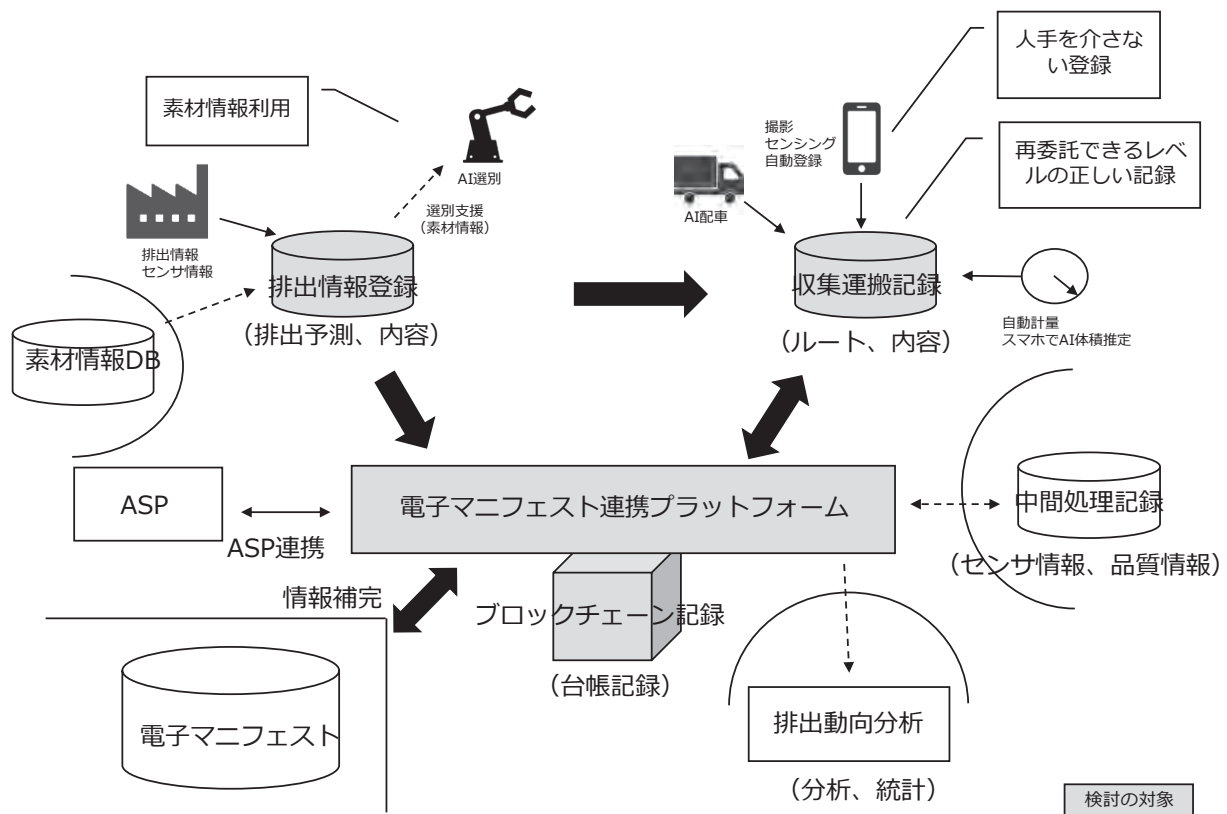 人手を介さな
い登録
素材情報利用
撮影
センシング
自動登録
再委託できるレベ
ルの正しい記録
AI選別
AI配車
選別支援
(素材情報)
排出情報
センサ情報
排出情報登録
(排出予測、内容)
収集運搬記録
(ルート、内容)
自動計量
スマホでAI体積推定
素材情報DB
ASP
ASP連携
電子マニフェスト連携プラットフォーム
中間処理記録
(センサ情報、品質情報)
情報補完
ブロックチェーン記録
(台帳記録)
電子マニフェスト
排出動向分析
(分析、統計)
検討の対象